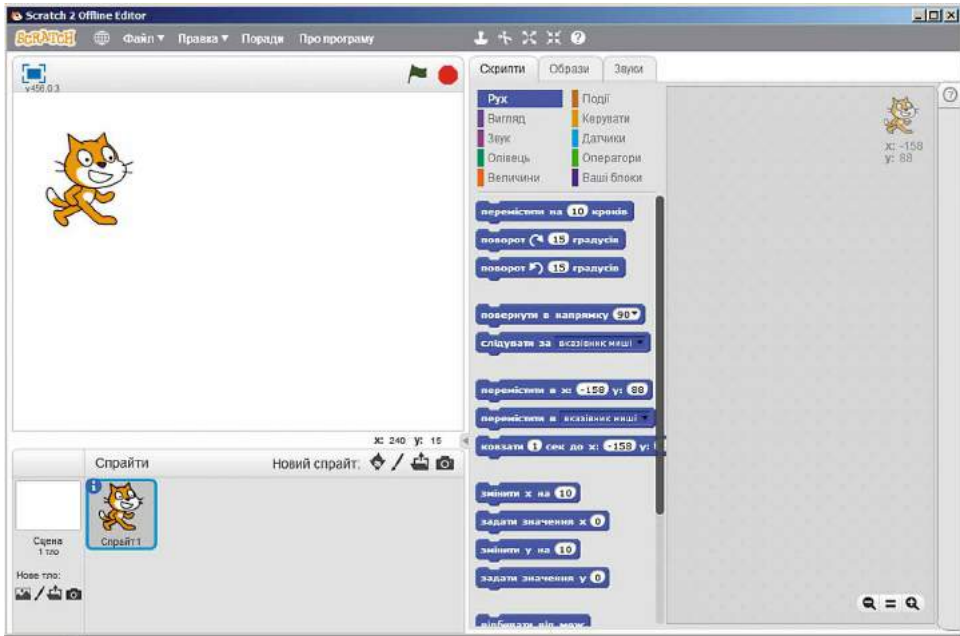 Scratch 2 Offline Editor
SCRATCH Файл Правка Поради Про програму
v456.0.3
x: 240 y: 15
Спрайти Новий спрайт:
Сцена
1 тло
Спрайт1
Нове тло:
Скрипти Образи Звуки
Рух Події
Вигляд Керувати
Звук Датчики
Олівець Оператори
Величини Ваші блоки
перемістити на 10 кроків
поворот 15 градусів
поворот 15 градусів
повернути в напрямку 90
слідувати за вказівник миші
перемістити в x: -158 y: 88
перемістити в вказівник миші
ковзати 1 сек до x: -158 y:
змінити x на 10
задати значення x 0
змінити y на 10
задати значення y 0
x: -158
y: 88